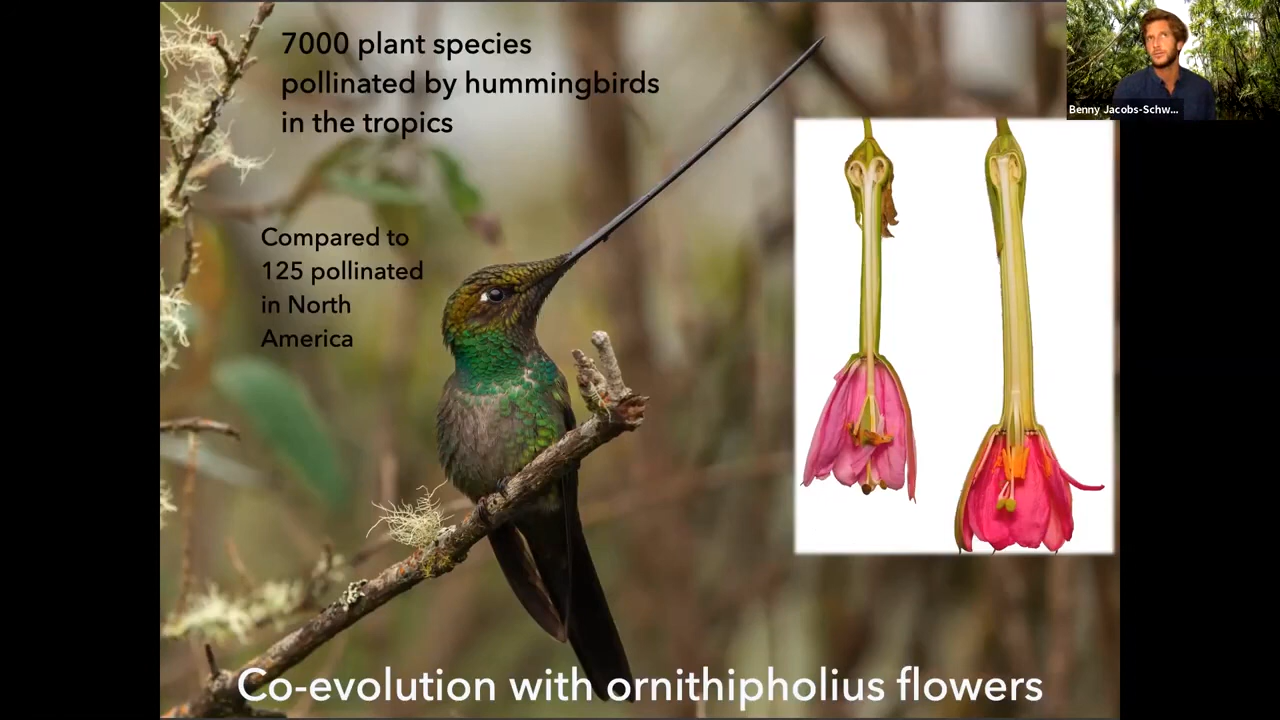 7000 plant species
pollinated by hummingbirds
in the tropics
Benny Jacobs-Schw...
Compared to
125 pollinated
in North
America
Co-evolution with ornithipholius flowers